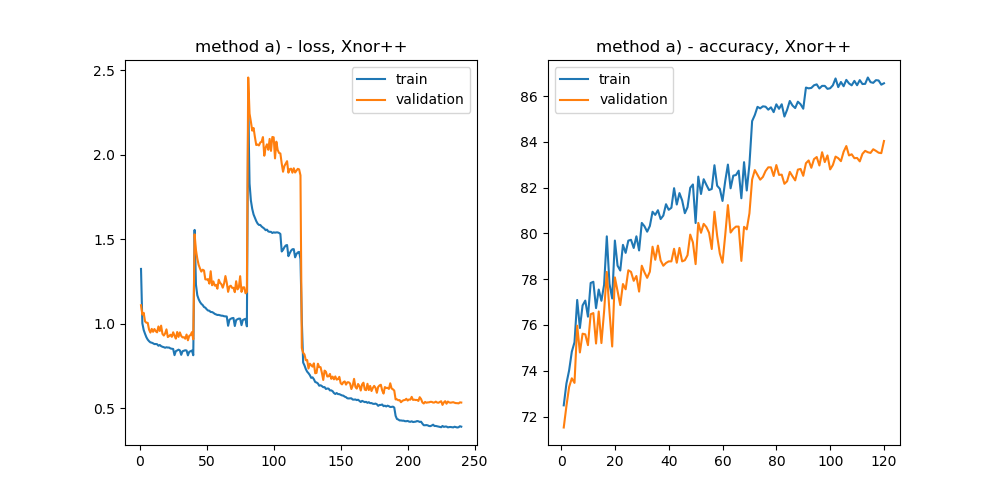 method a) - loss, Xnor++
train
validation
2.5
2.0
1.5
1.0
0.5
0 50 100 150 200 250
method a) - accuracy, Xnor++
train
validation
86
84
82
80
78
76
74
72
0 20 40 60 80 100 120